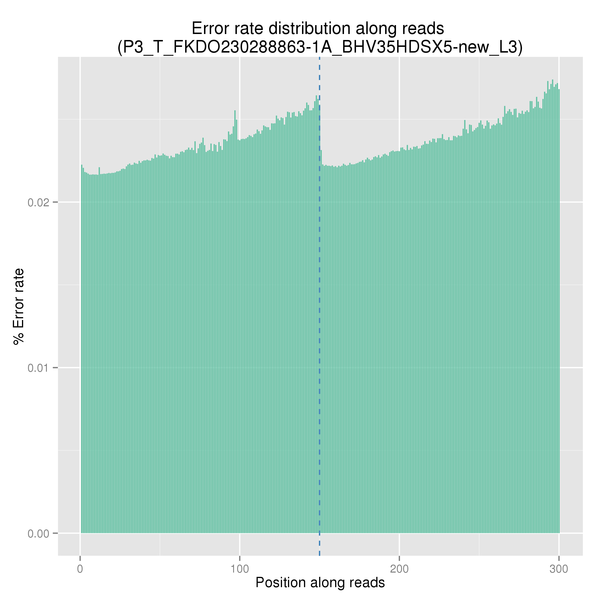 Error rate distribution along reads
(P3_T_FKDO230288863-1A_BHV35HDSX5-new_L3)
% Error rate
0.02
0.01
0.00
0 100 200 300
Position along reads